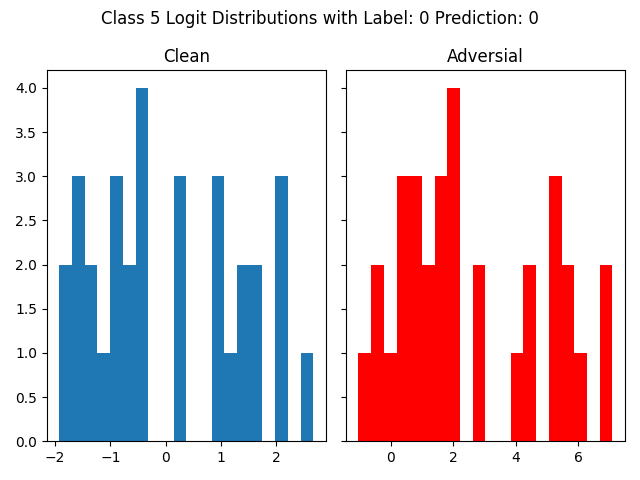 Class 5 Logit Distributions with Label: 0 Prediction: 0
Clean
Adversial
4.0
3.5
3.0
2.5
2.0
1.5
1.0
0.5
0.0
−2 −1 0 1 2
0 2 4 6